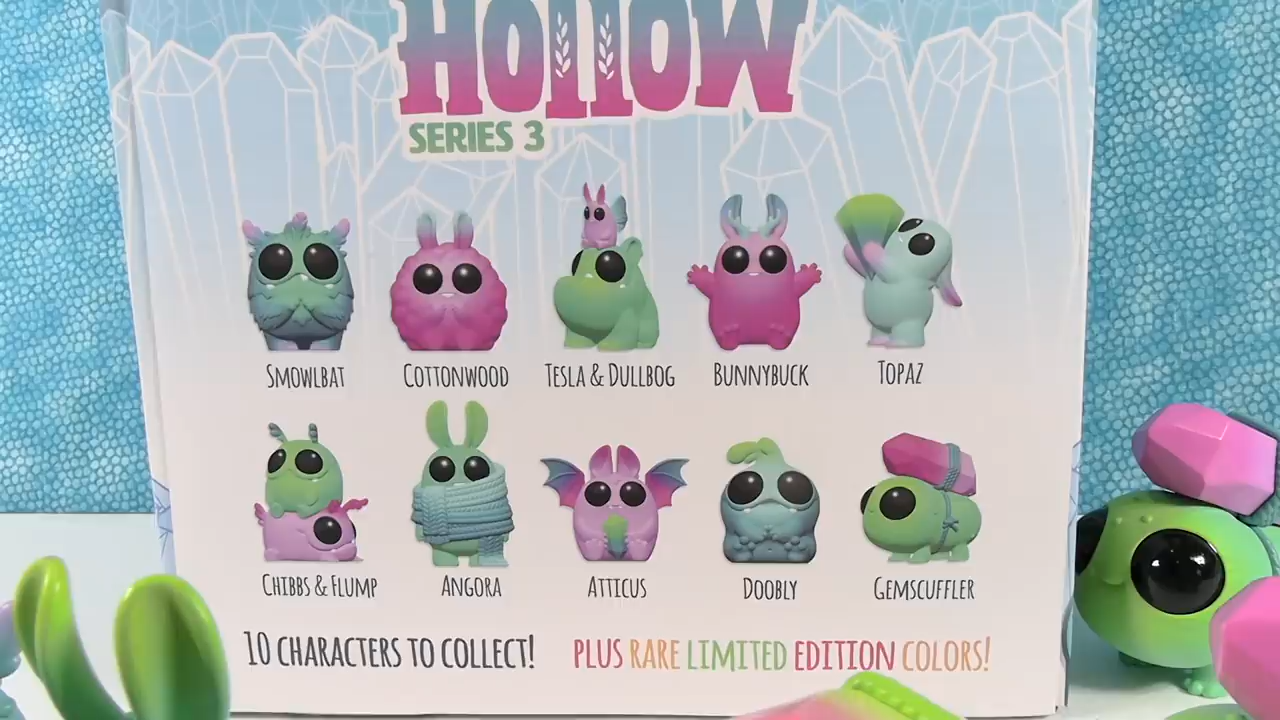 HOLLOW
SERIES 3
SMOWLBAT COTTONWOOD TESLA & DULLBOG BUNNYBUCK TOPAZ
CHIBBS & FLUMP ANGORA ATTICUS DOOBLY GEMSCUFFLER
10 CHARACTERS TO COLLECT! PLUS RARE LIMITED EDITION COLORS!